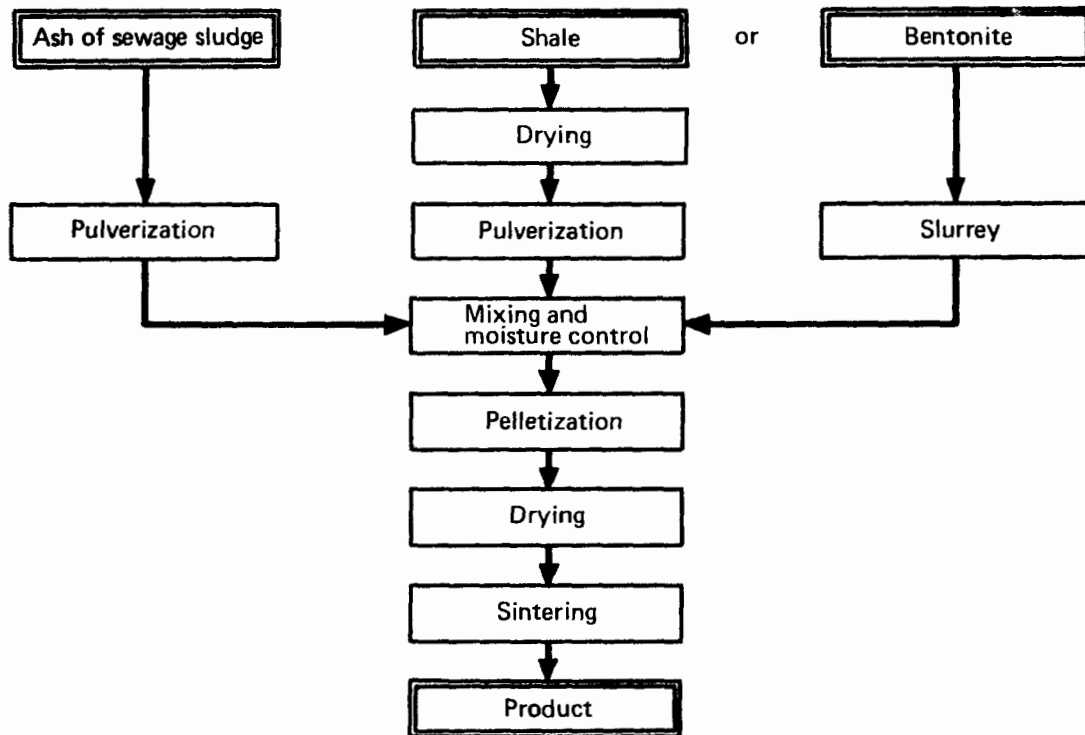 Ash of sewage sludge
Shale
or
Bentonite
Drying
Pulverization
Pulverization
Slurrey
Mixing and
moisture control
Pelletization
Drying
Sintering
Product